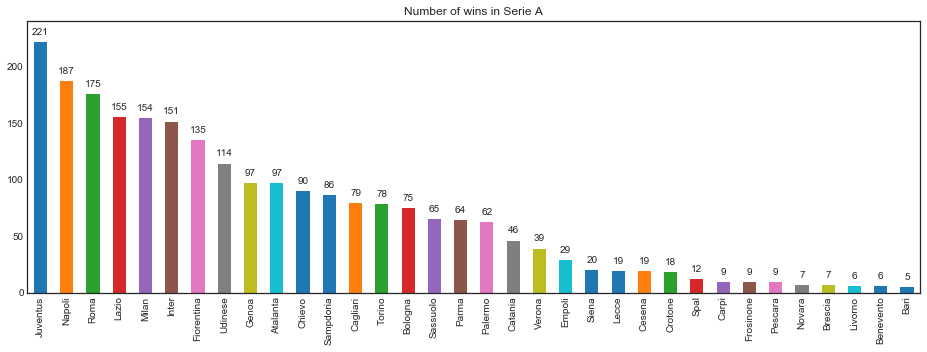 Number of wins in Serie A
221
187
175
155
154
151
135
114
97
97
90
86
79
78
75
65
64
62
46
39
29
20
19
19
18
12
9
9
9
7
7
6
6
5
200
150
100
50
0
Juventus
Napoli
Roma
Lazio
Milan
Inter
Fiorentina
Udinese
Genoa
Atalanta
Chievo
Sampdoria
Cagliari
Torino
Bologna
Sassuolo
Parma
Palermo
Catania
Verona
Empoli
Siena
Lecce
Cesena
Crotone
Spal
Carpi
Frosinone
Pescara
Novara
Brescia
Livorno
Benevento
Bari